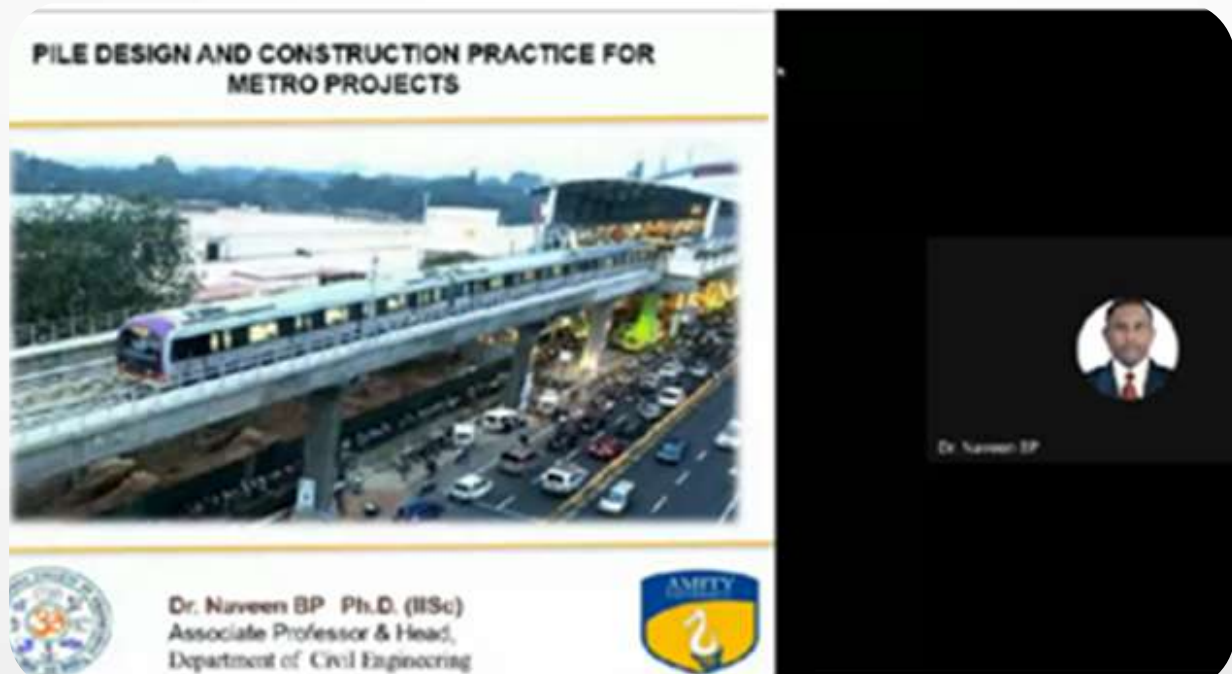 PILE DESIGN AND CONSTRUCTION PRACTICE FOR
METRO PROJECTS
Dr. Naveen BP Ph.D. (IISc)
Associate Professor & Head,
Department of Civil Engineering
AMITY
Dr. Naveen BP